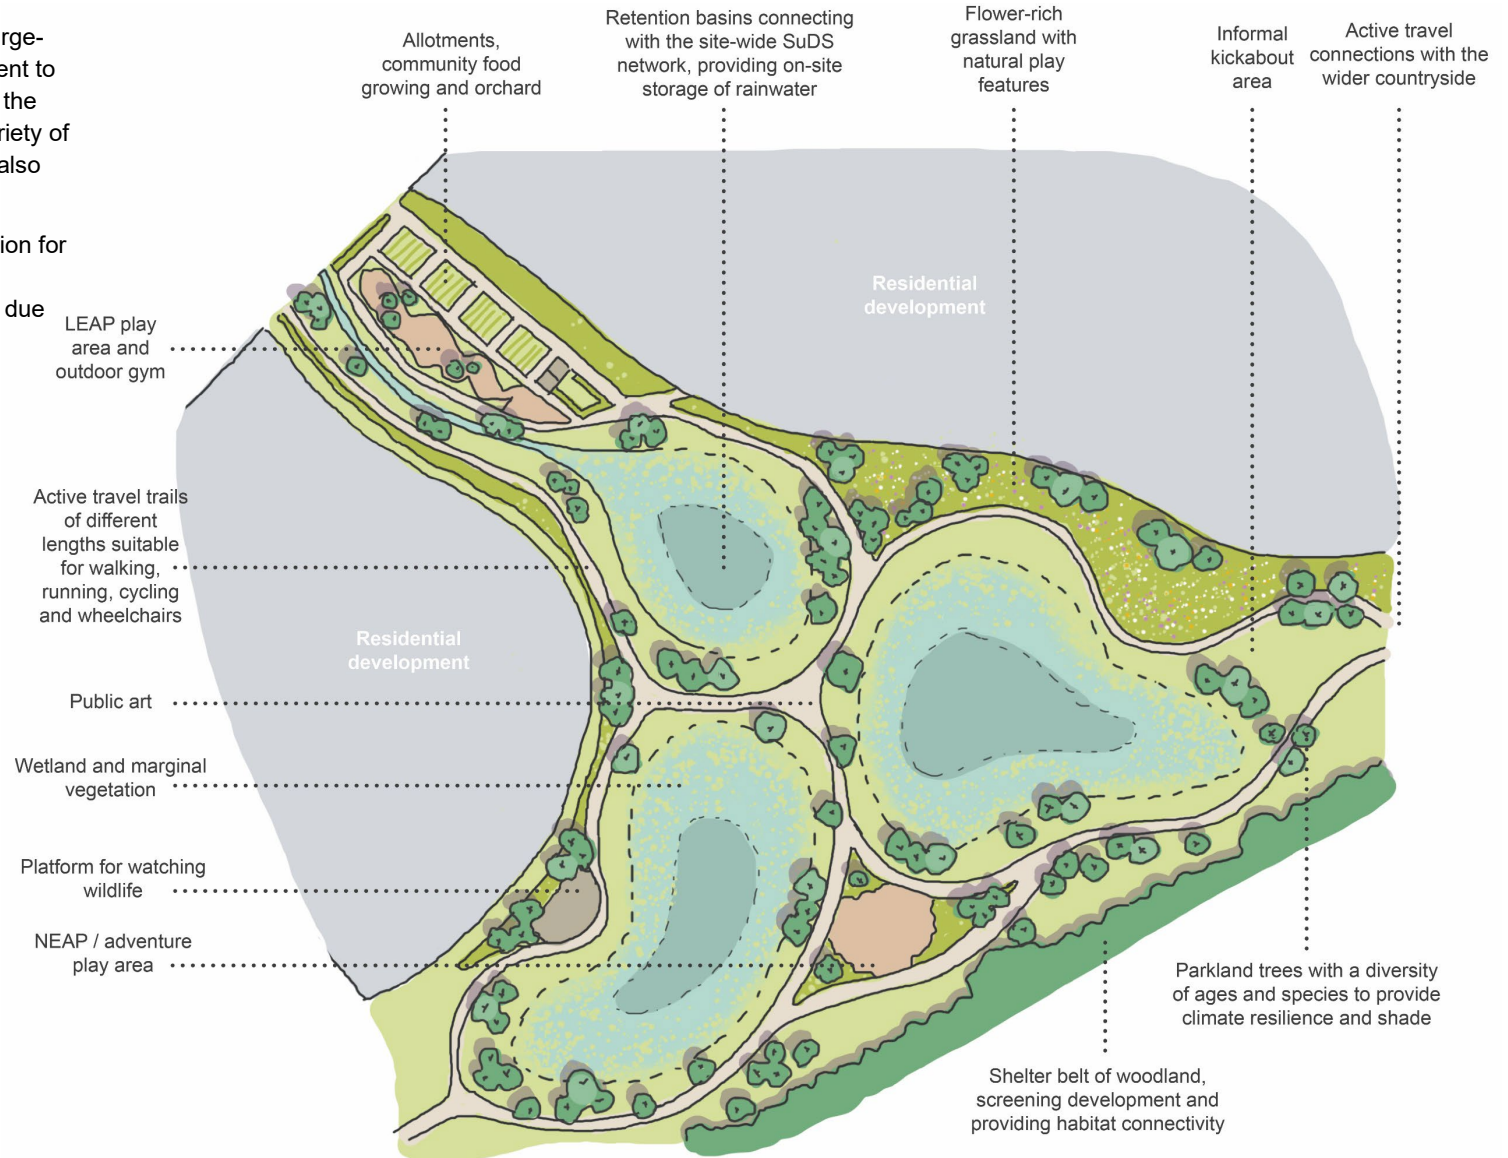 rge-
ent to
the
riety of
also
ion for
due
Allotments,
community food
growing and orchard
Retention basins connecting
with the site-wide SuDS
network, providing on-site
storage of rainwater
Flower-rich
grassland with
natural play
features
Informal
kickabout
area
Active travel
connections with the
wider countryside
Residential
development
LEAP play
area and
outdoor gym
Active travel trails
of different
lengths suitable
for walking,
running, cycling
and wheelchairs
Residential
development
Public art
Wetland and marginal
vegetation
Platform for watching
wildlife
NEAP / adventure
play area
Parkland trees with a diversity
of ages and species to provide
climate resilience and shade
Shelter belt of woodland,
screening development and
providing habitat connectivity